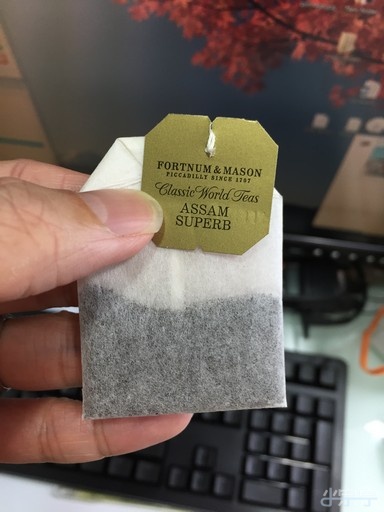 FORTNUM & MASON
PICCADILLY SINCE 1707
Classic World Teas
ASSAM
SUPERB